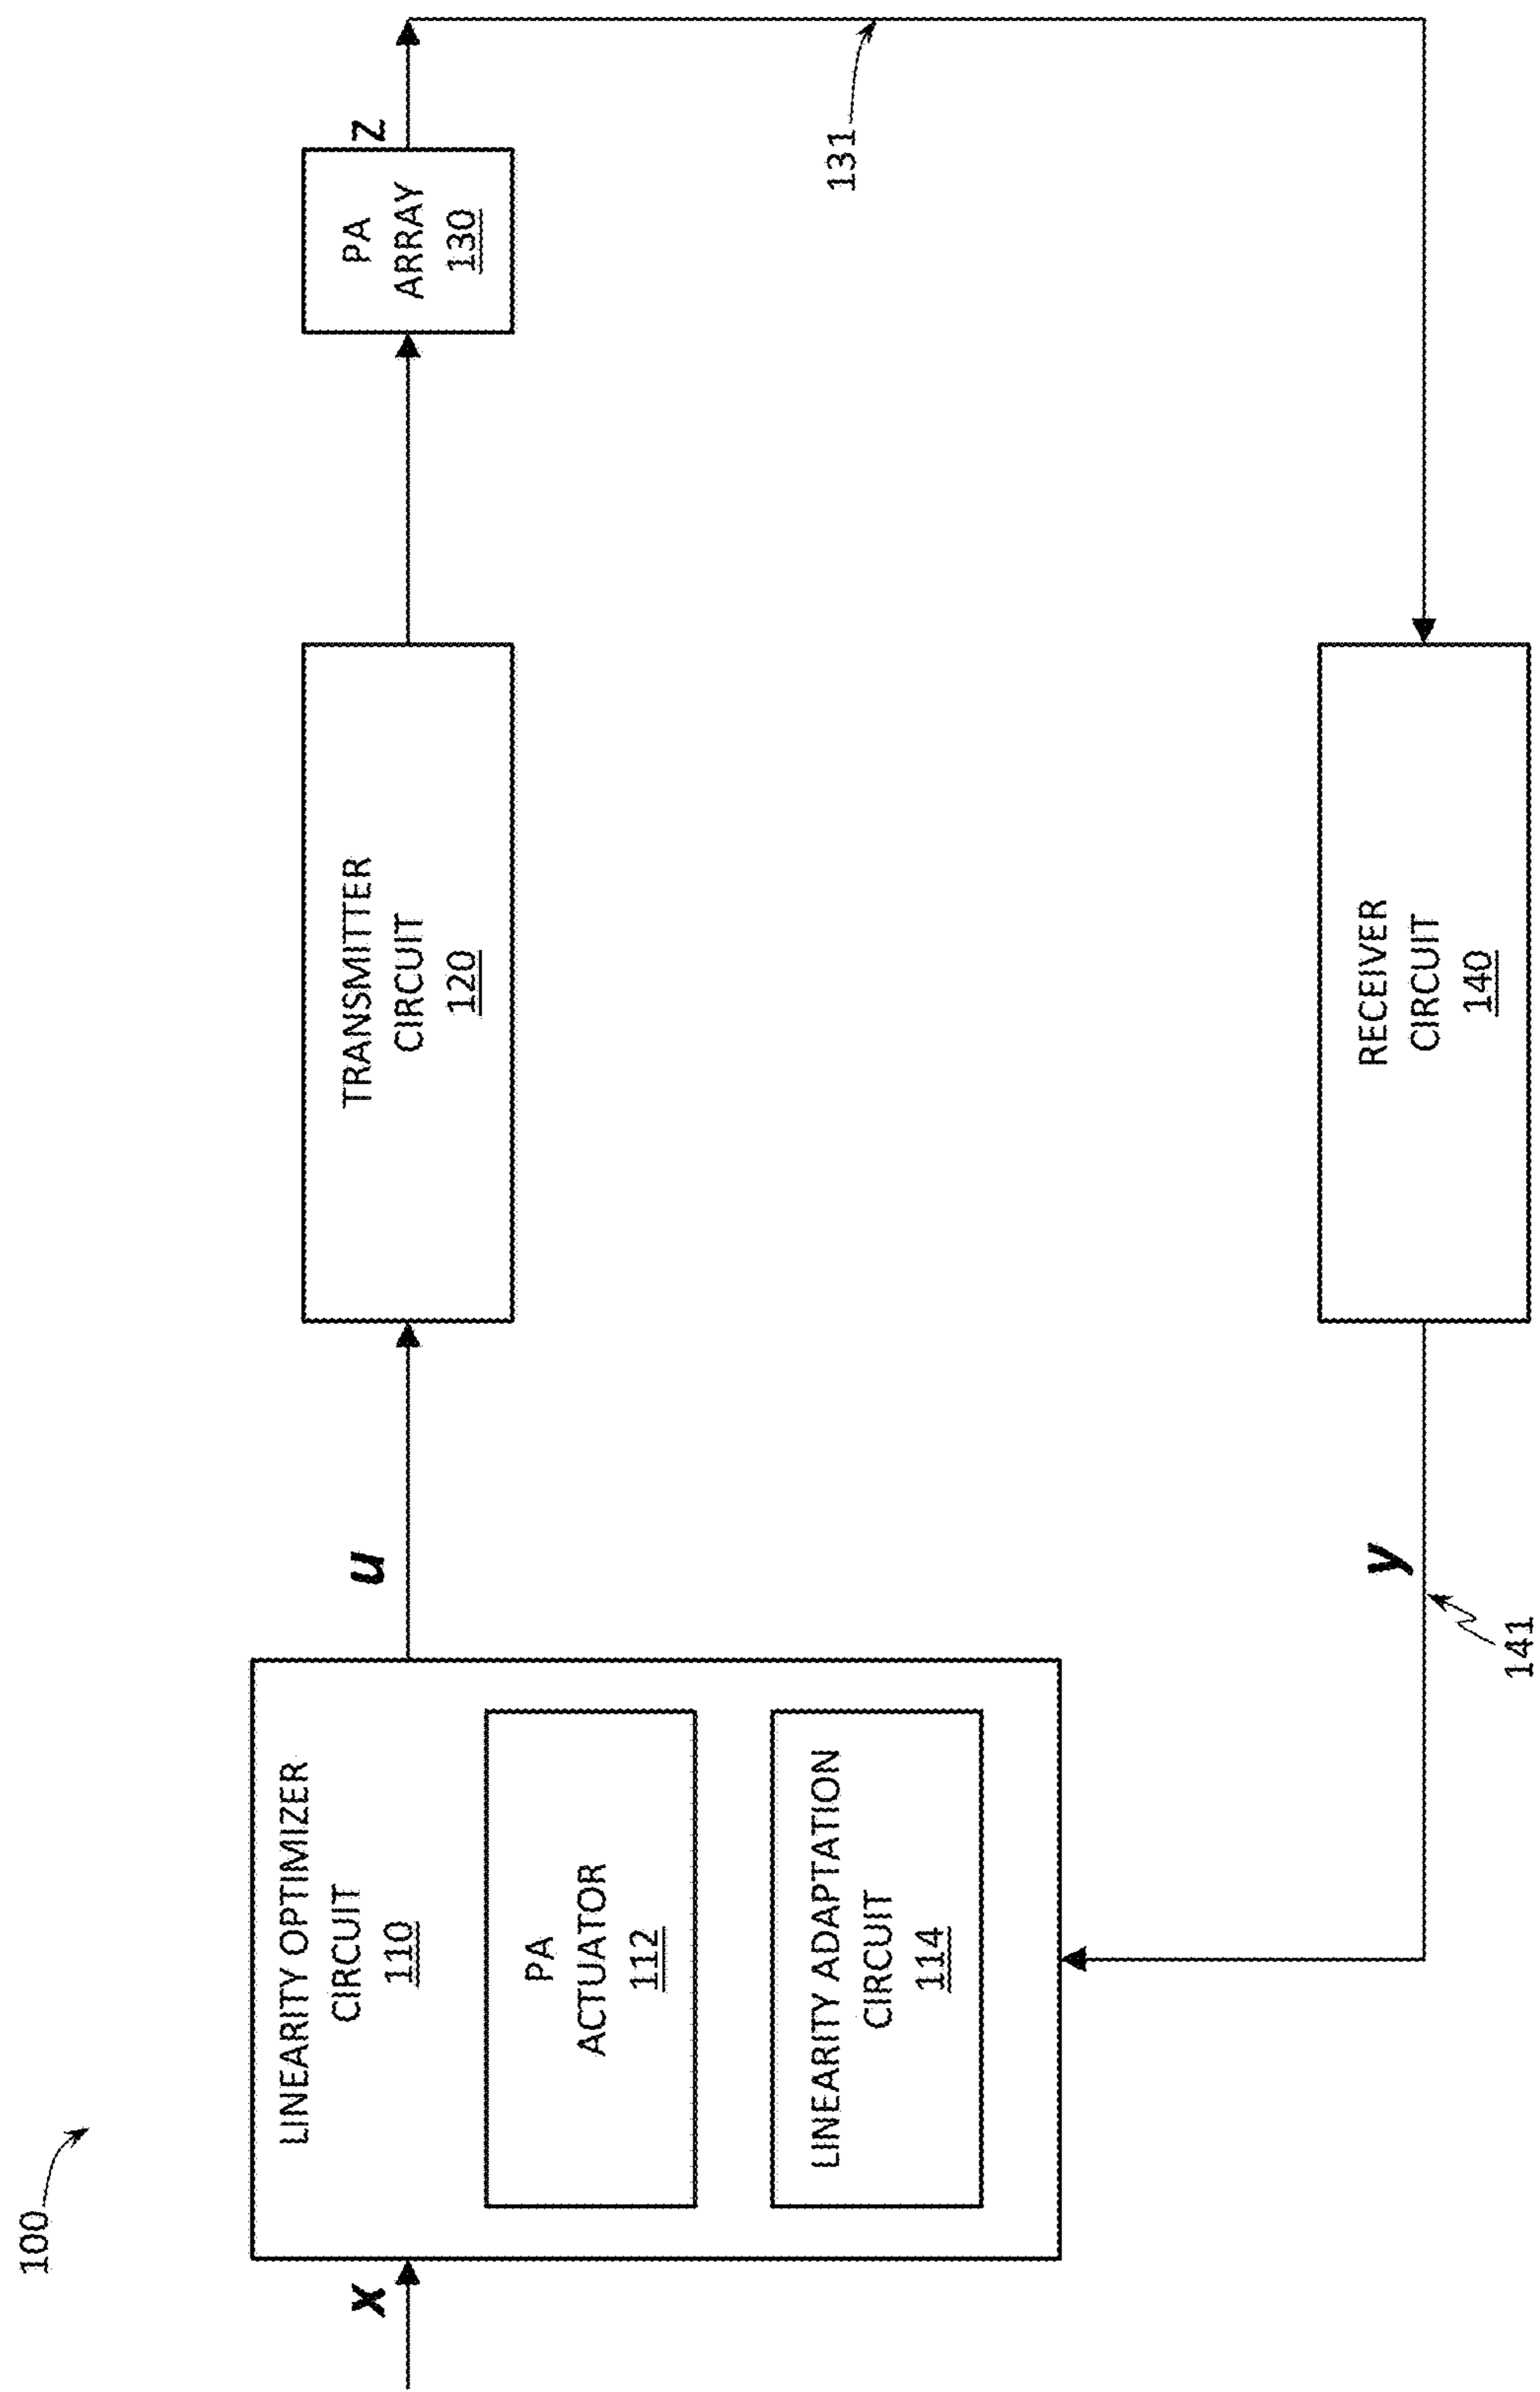 100
x
LINEARITY OPTIMIZER
CIRCUIT
110
PA
ACTUATOR
112
LINEARITY ADAPTATION
CIRCUIT
114
u
TRANSMITTER
CIRCUIT
120
PA
ARRAY
130
z
131
RECEIVER
CIRCUIT
140
y
141